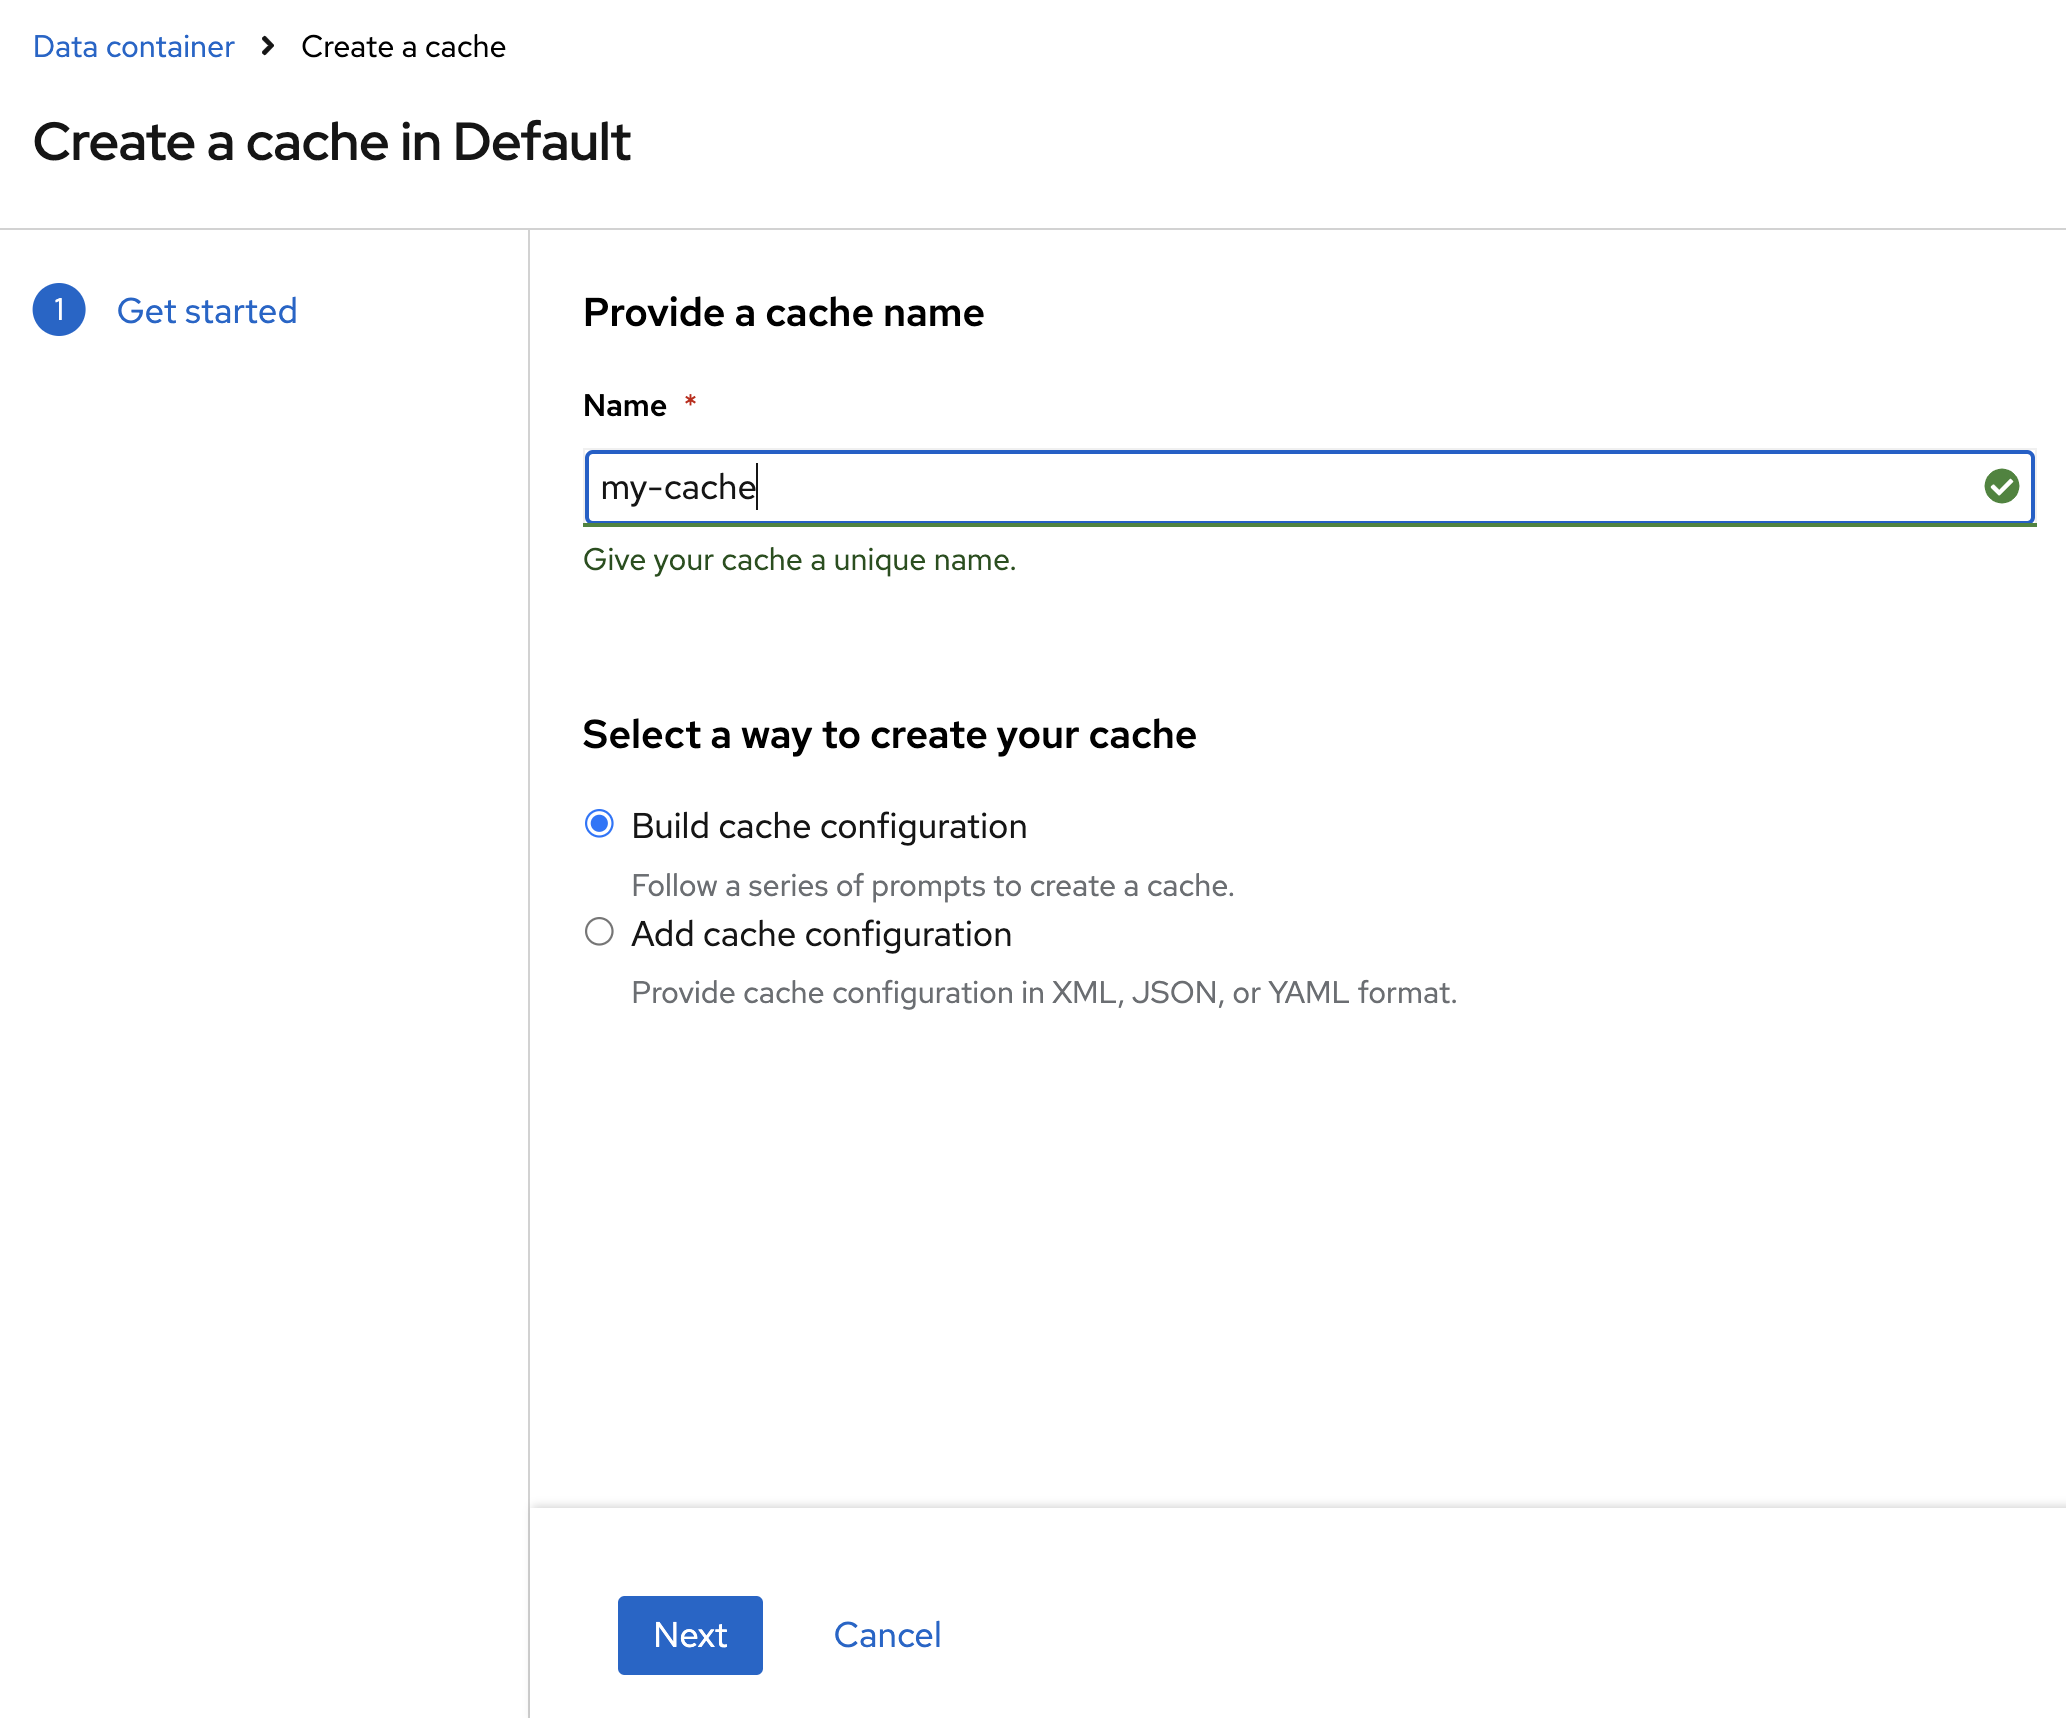 Data container Create a cache
Create a cache in Default
1 Get started
Provide a cache name
Name *
my-cache
Give your cache a unique name.
Select a way to create your cache
Build cache configuration
Follow a series of prompts to create a cache.
Add cache configuration
Provide cache configuration in XML, JSON, or YAML format.
Next Cancel